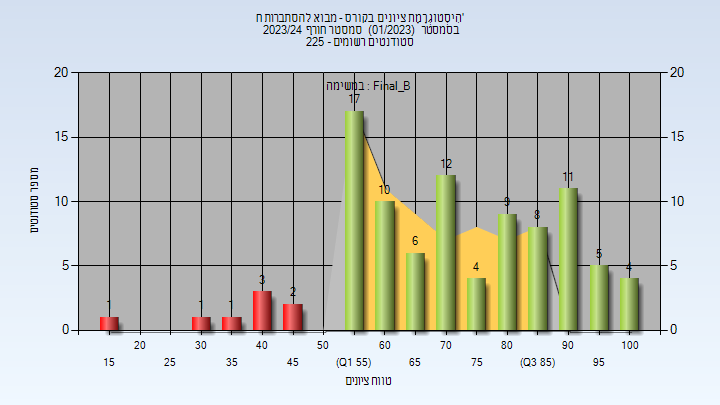 היסטוגרמת ציונים בקורס - מבוא להסתברות ח'
בסמסטר (01/2023) סמסטר חורף 2023/24
סטודנטים רשומים - 225
במשימה : Final_B
מספר סטודנטים
20 20
15 15
10 10
5 5
0 0
1 1 1 3 2 17 10 6 12 4 9 8 11 5 4
20 30 40 50 60 70 80 90 100
15 25 35 45 (Q1 55) 65 75 (Q3 85) 95
טווח ציונים